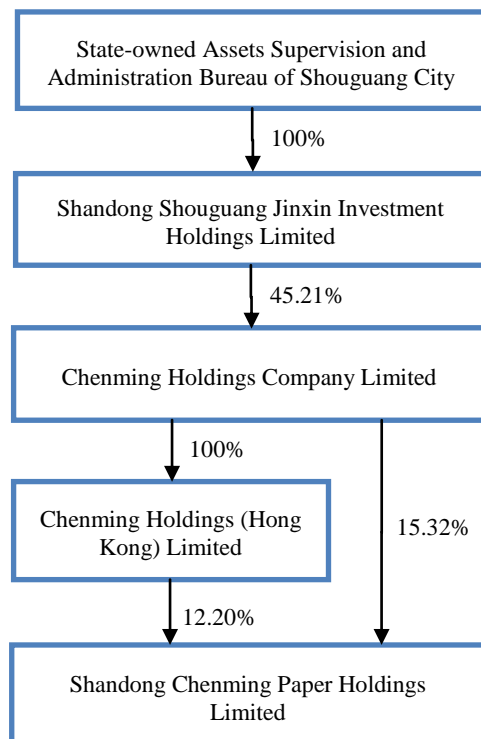 State-owned Assets Supervision and
Administration Bureau of Shouguang City
100%
Shandong Shouguang Jinxin Investment
Holdings Limited
45.21%
Chenming Holdings Company Limited
100%
Chenming Holdings (Hong
Kong) Limited
15.32%
12.20%
Shandong Chenming Paper Holdings
Limited